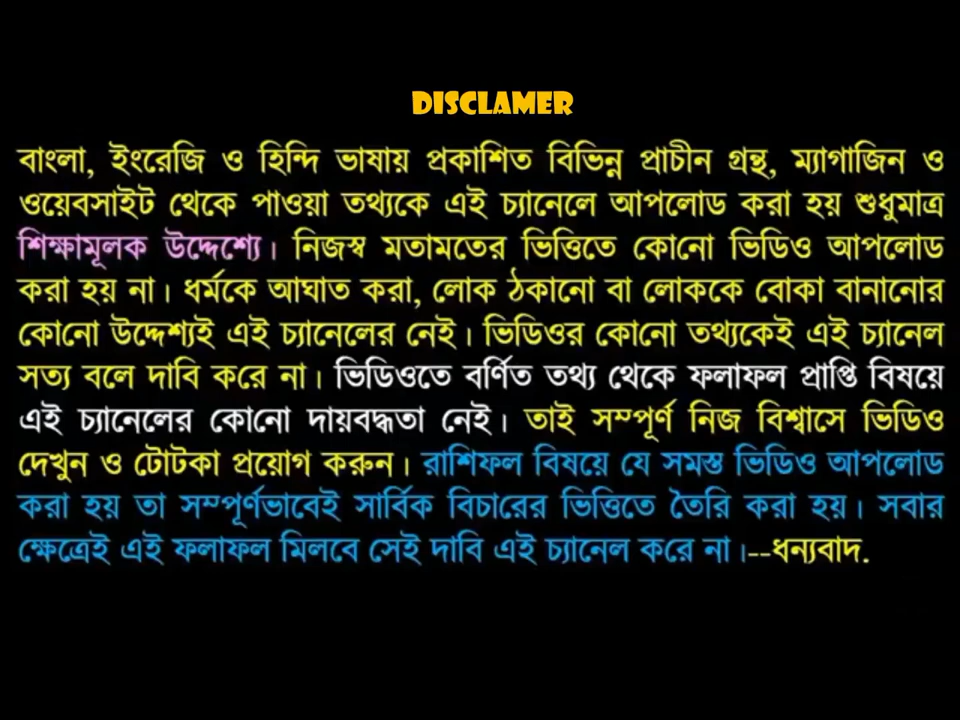 DISCLAMER
বাংলা, ইংরেজি ও হিন্দি ভাষায় প্রকাশিত বিভিন্ন প্রাচীন গ্রন্থ, ম্যাগাজিন ও
ওয়েবসাইট থেকে পাওয়া তথ্যকে এই চ্যানেলে আপলোড করা হয় শুধুমাত্র
শিক্ষামূলক উদ্দেশ্যে। নিজস্ব মতামতের ভিত্তিতে কোনো ভিডিও আপলোড
করা হয় না। ধর্মকে আঘাত করা, লোক ঠকানো বা লোককে বোকা বানানোর
কোনো উদ্দেশ্যই এই চ্যানেলের নেই। ভিডিওর কোনো তথ্যকেই এই চ্যানেল
সত্য বলে দাবি করে না। ভিডিওতে বর্ণিত তথ্য থেকে ফলাফল প্রাপ্তি বিষয়ে
এই চ্যানেলের কোনো দায়বদ্ধতা নেই। তাই সম্পূর্ণ নিজ বিশ্বাসে ভিডিও
দেখুন ও টোটকা প্রয়োগ করুন। রাশিফল বিষয়ে যে সমস্ত ভিডিও আপলোড
করা হয় তা সম্পূর্ণভাবেই সার্বিক বিচারের ভিত্তিতে তৈরি করা হয়। সবার
ক্ষেত্রেই এই ফলাফল মিলবে সেই দাবি এই চ্যানেল করে না।--ধন্যবাদ.